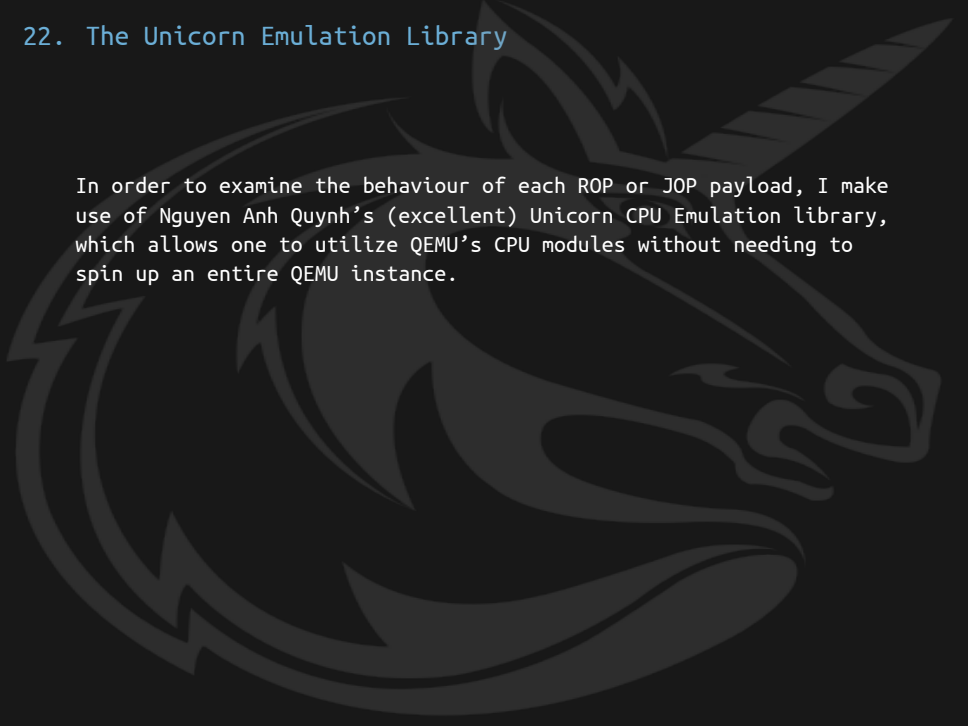 22. The Unicorn Emulation Library
In order to examine the behaviour of each ROP or JOP payload, I make
use of Nguyen Anh Quynh’s (excellent) Unicorn CPU Emulation library,
which allows one to utilize QEMU’s CPU modules without needing to
spin up an entire QEMU instance.